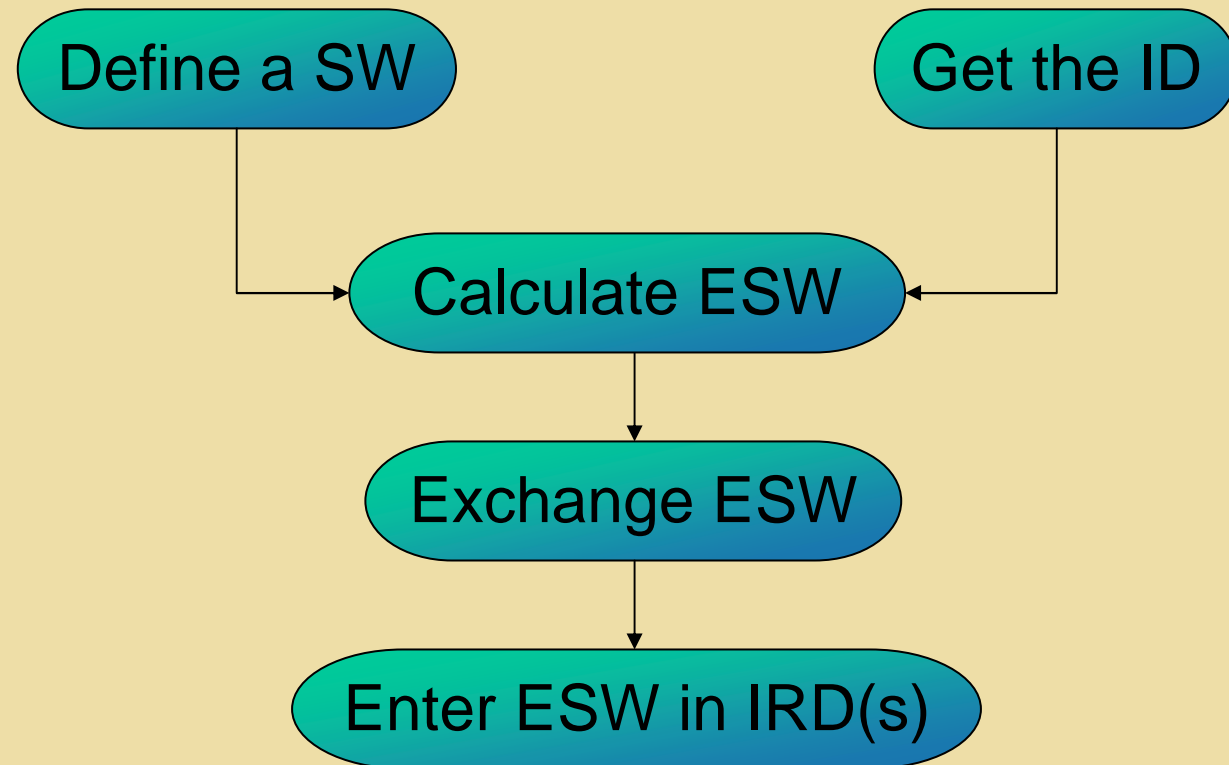 Define a SW
Get the ID
Calculate ESW
Exchange ESW
Enter ESW in IRD(s)